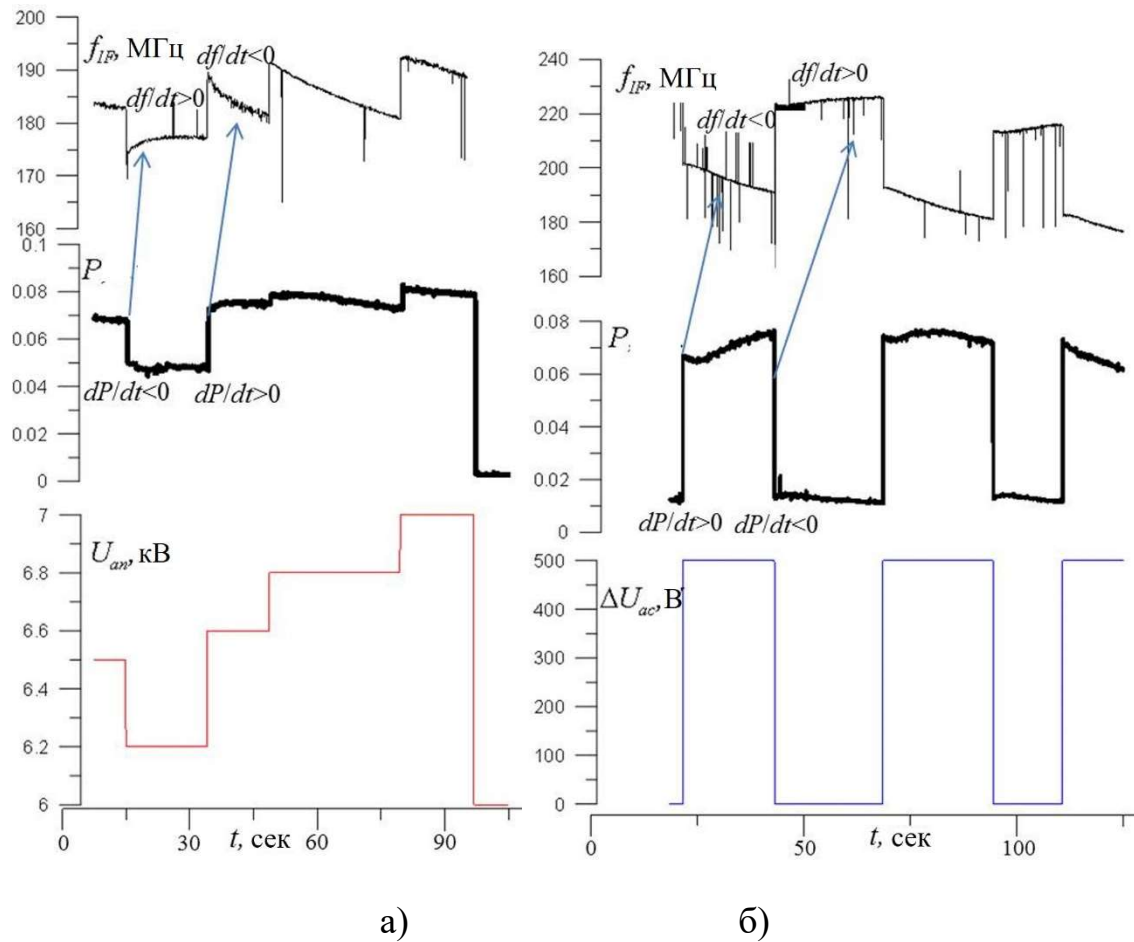 200
190
180
170
160
f_IF, МГц
df/dt<0
df/dt>0
0.1
0.08
0.06
0.04
0.02
0
P
dP/dt<0 dP/dt>0
7
6.8
6.6
6.4
6.2
6
U_an, кВ
0 30 60 90
t, сек
а)
240
220
200
180
160
f_IF, МГц
df/dt>0
df/dt<0
0.08
0.06
0.04
0.02
0
P
dP/dt>0 dP/dt<0
500
400
300
200
100
0
ΔU_ac, В
0 50 100
t, сек
б)